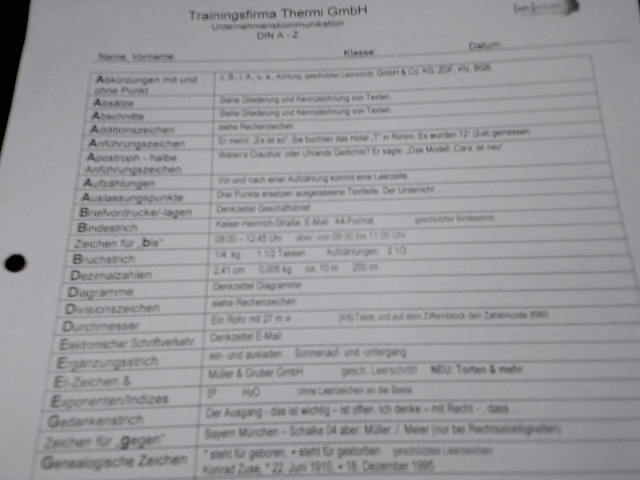 Trainingsfirma Thermi GmbH
Unternehmenskommunikation
DIN A - Z
Name, Vorname: Klasse Datum:
Abkürzungen mit und ohne Punkt z. B., i. A., u. a., Achtung: geschützter Leerschritt, GmbH & Co. KG, ZDF, kN, BGB
Absätze Siehe Gliederung und Kennzeichnung von Texten.
Abschnitte Siehe Gliederung und Kennzeichnung von Texten.
Additionszeichen siehe Rechenzeichen
Anführungszeichen Er meint: „Es ist so". Sie buchten das Hotel „T" in Rimini. Es wurden 12" (Zoll) gemessen.
Apostroph - halbe Anführungszeichen Waren's Claudius' oder Uhlands Gedichte? Er sagte: „Das Modell ‚Cara' ist neu".
Aufzählungen Vor und nach einer Aufzählung kommt eine Leerzeile.
Auslassungspunkte Drei Punkte ersetzen ausgelassene Textteile. Der Unterricht ...
Briefvordrucke/-lagen Denkzettel Geschäftsbrief
Bindestrich Kaiser-Heinrich-Straße, E-Mail A4-Format geschützter Bindestrich
Zeichen für „bis" 08:00 – 12:45 Uhr aber: von 09:30 bis 11:00 Uhr
Bruchstrich 1/4 kg 1 1/2 Tassen Aufzählungen: 2 1/3
Dezimalzahlen 2,41 cm 0,005 kg ca. 10 m 200 ml
Diagramme Denkzettel Diagramme
Divisionszeichen siehe Rechenzeichen
Durchmesser Ein Rohr mit 27 m ø (Alt) Taste und auf dem Ziffernblock den Zahlencode 8960
Elektronischer Schriftverkehr Denkzettel E-Mail
Ergänzungsstrich ein- und ausladen Sonnenauf- und -untergang
Et-Zeichen & Müller & Gruber GmbH gesch. Leerschritt NEU: Torten & mehr
Exponenten/Indizes H₂O ohne Leerzeichen an die Basis
Gedankenstrich Der Ausgang - das ist wichtig – ist offen. Ich denke – mit Recht - , dass ...
Zeichen für „gegen" Bayern München – Schalke 04 aber: Müller ./. Meier (nur bei Rechtsstreitigkeiten)
Genealogische Zeichen * steht für geboren, + steht für gestorben geschütztes Leerzeichen
Konrad Zuse, * 22. Juni 1910, + 18. Dezember 1995